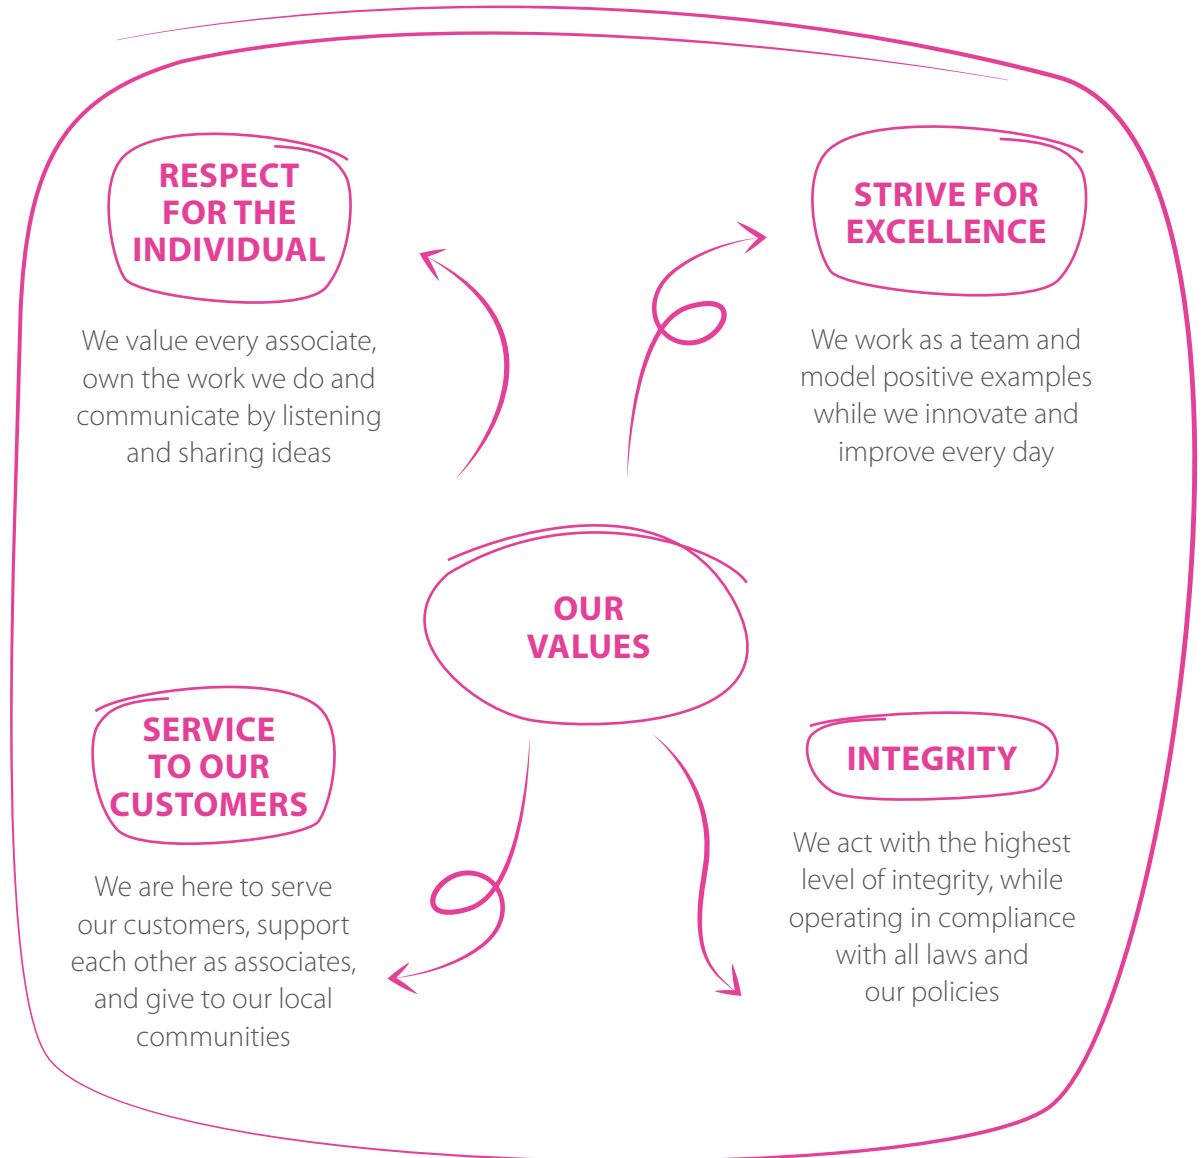 RESPECT
FOR THE
INDIVIDUAL
We value every associate,
own the work we do and
communicate by listening
and sharing ideas
STRIVE FOR
EXCELLENCE
We work as a team and
model positive examples
while we innovate and
improve every day
OUR
VALUES
SERVICE
TO OUR
CUSTOMERS
We are here to serve
our customers, support
each other as associates,
and give to our local
communities
INTEGRITY
We act with the highest
level of integrity, while
operating in compliance
with all laws and
our policies